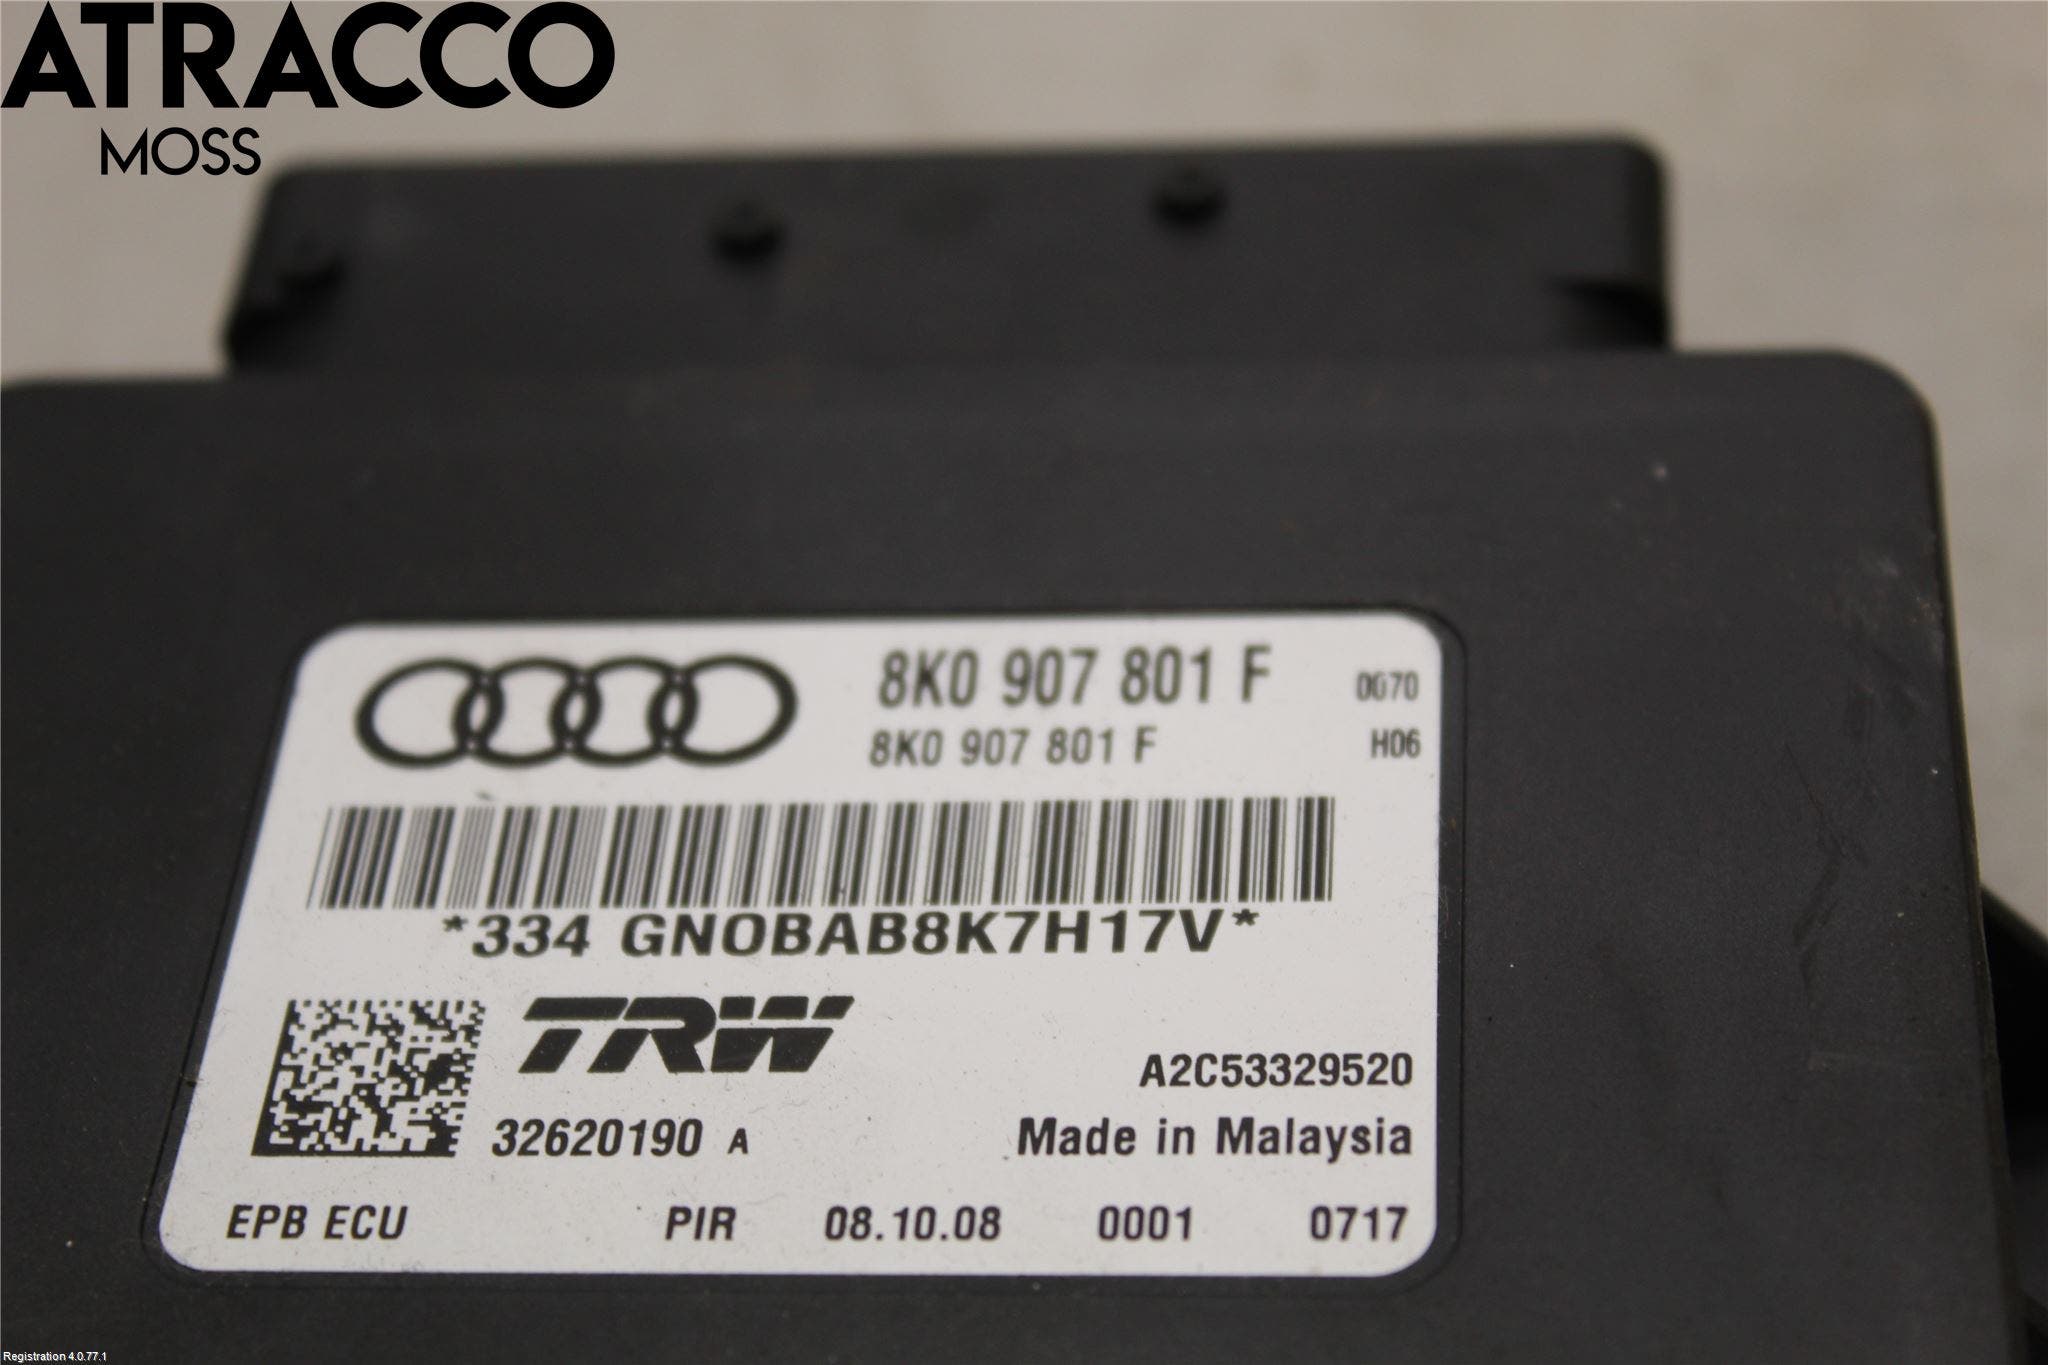 ATRACCO
MOSS
8K0 907 801 F 0070
8K0 907 801 F H06
*334 GN0BAB8K7H17V*
TRW
A2C53329520
32620190 A Made in Malaysia
EPB ECU PIR 08.10.08 0001 0717
Registration 4.0.77.1